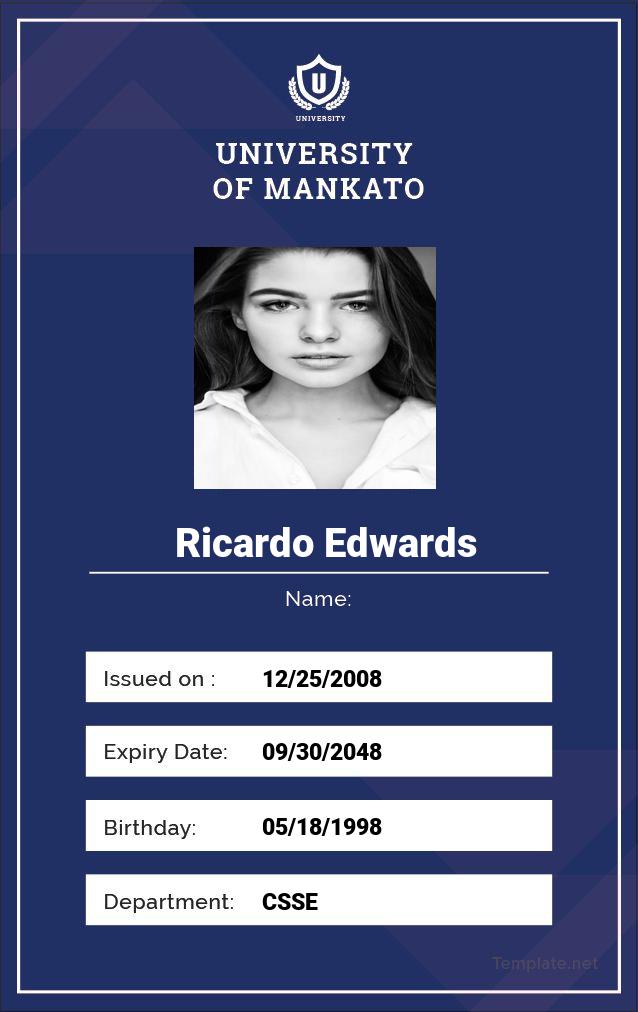 U
UNIVERSITY
UNIVERSITY
OF MANKATO
Ricardo Edwards
Name:
Issued on : 12/25/2008
Expiry Date: 09/30/2048
Birthday: 05/18/1998
Department: CSSE
Template.net